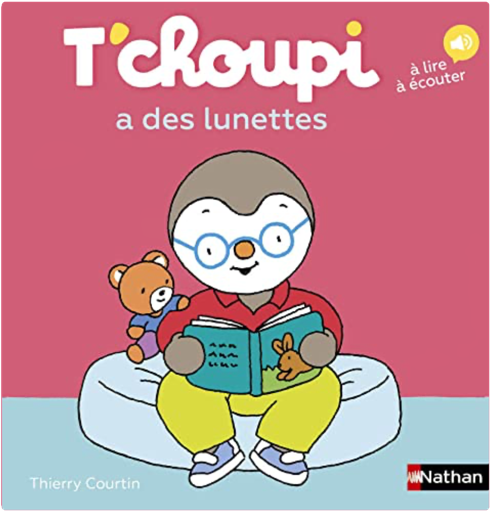 T'choupi
à lire
à écouter
a des lunettes
Thierry Courtin
Nathan